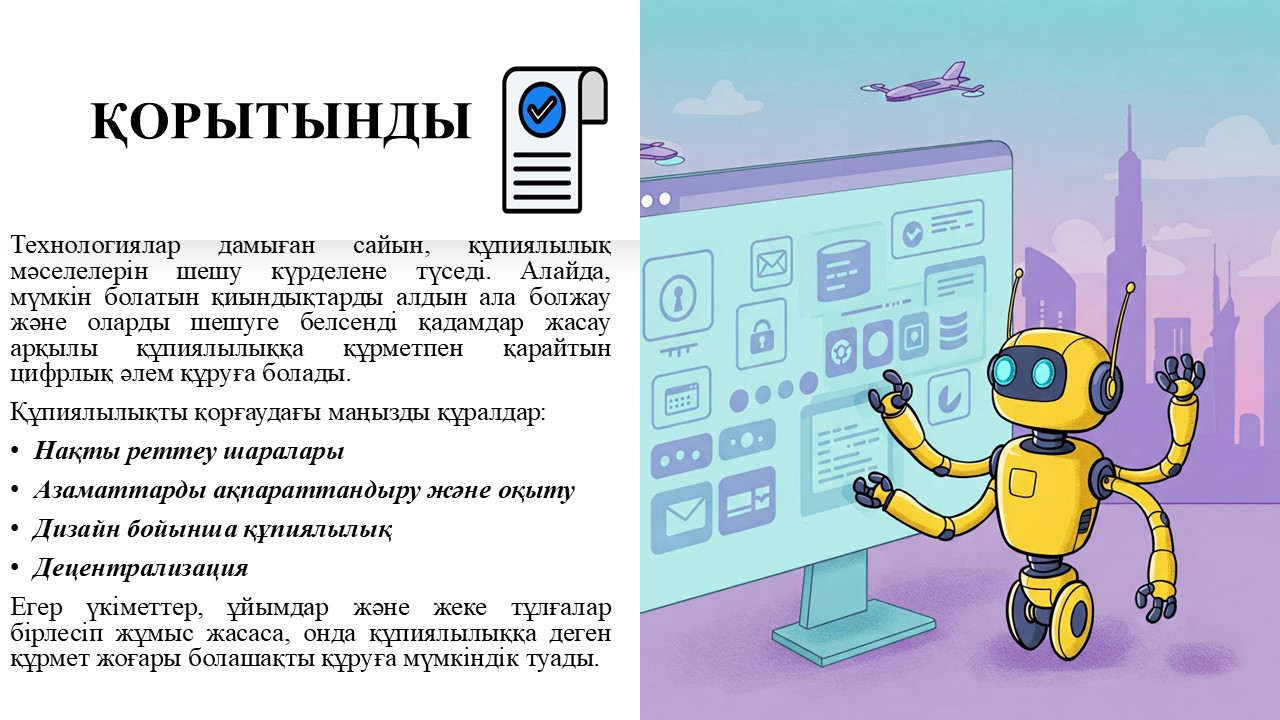 ҚОРЫТЫНДЫ
Технологиялар дамыған сайын, құпиялылық
мәселелерін шешу күрделене түседі. Алайда,
мүмкін болатын қиындықтарды алдын ала болжау
және оларды шешуге белсенді қадамдар жасау
арқылы құпиялылыққа құрметпен қарайтын
цифрлық әлем құруға болады.
Құпиялылықты қорғаудағы маңызды құралдар:
• Нақты реттеу шаралары
• Азаматтарды ақпараттандыру және оқыту
• Дизайн бойынша құпиялылық
• Децентрализация
Егер үкіметтер, ұйымдар және жеке тұлғалар
бірлесіп жұмыс жасаса, онда құпиялылыққа деген
құрмет жоғары болашақты құруға мүмкіндік туады.